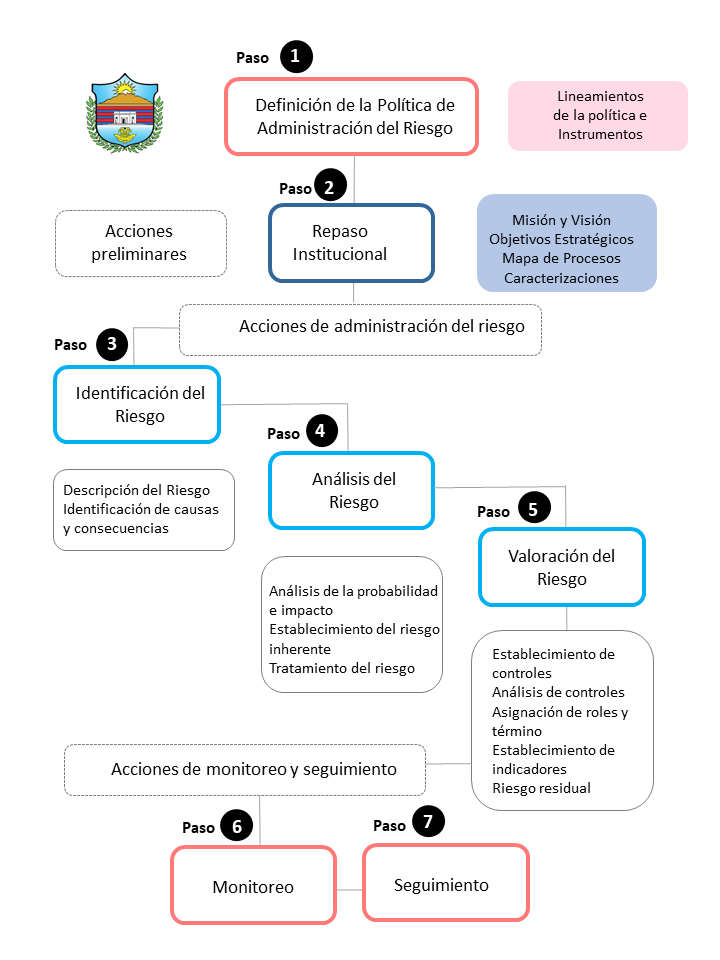 Paso 1
Definición de la Política de
Administración del Riesgo
Lineamientos
de la política e
Instrumentos
Paso 2
Acciones
preliminares
Repaso
Institucional
Misión y Visión
Objetivos Estratégicos
Mapa de Procesos
Caracterizaciones
Acciones de administración del riesgo
Paso 3
Identificación del
Riesgo
Descripción del Riesgo
Identificación de causas
y consecuencias
Paso 4
Análisis del
Riesgo
Análisis de la probabilidad
e impacto
Establecimiento del riesgo
inherente
Tratamiento del riesgo
Paso 5
Valoración del
Riesgo
Establecimiento de
controles
Análisis de controles
Asignación de roles y
término
Establecimiento de
indicadores
Riesgo residual
Acciones de monitoreo y seguimiento
Paso 6
Monitoreo
Paso 7
Seguimiento